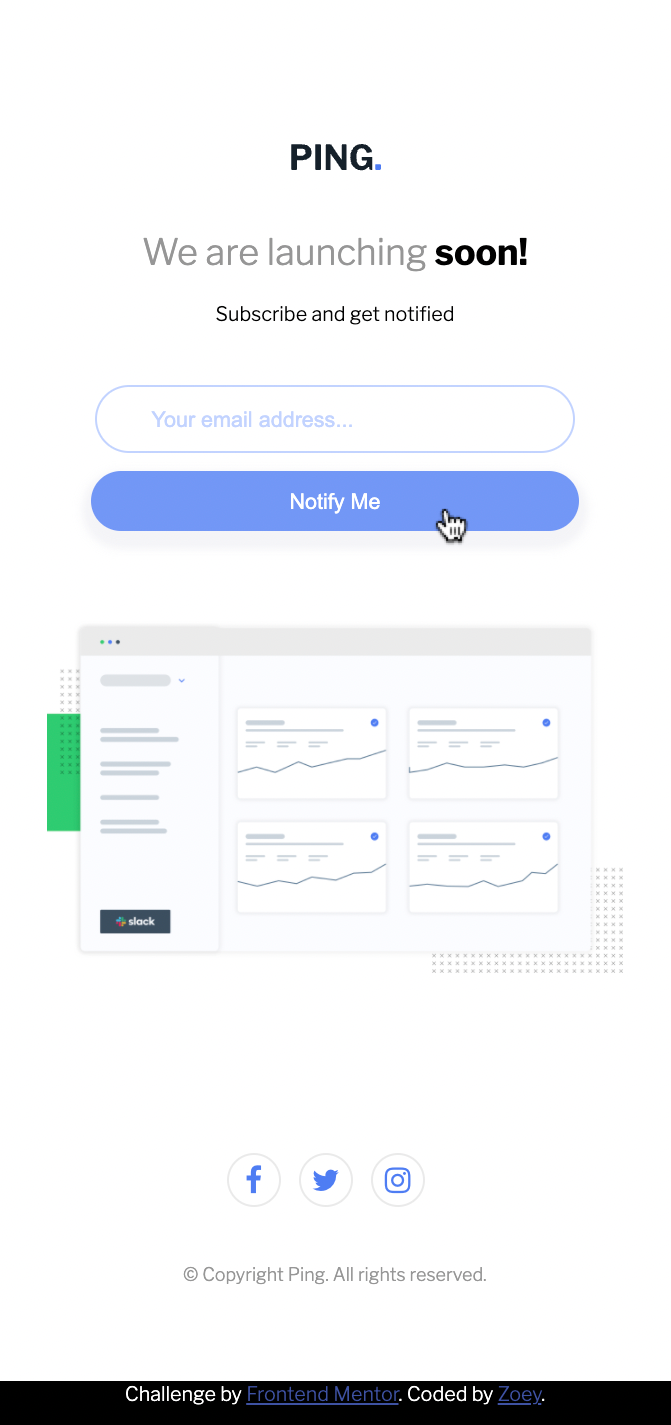 PING.
We are launching soon!
Subscribe and get notified
Your email address...
Notify Me
slack
© Copyright Ping. All rights reserved.
Challenge by Frontend Mentor. Coded by Zoey.